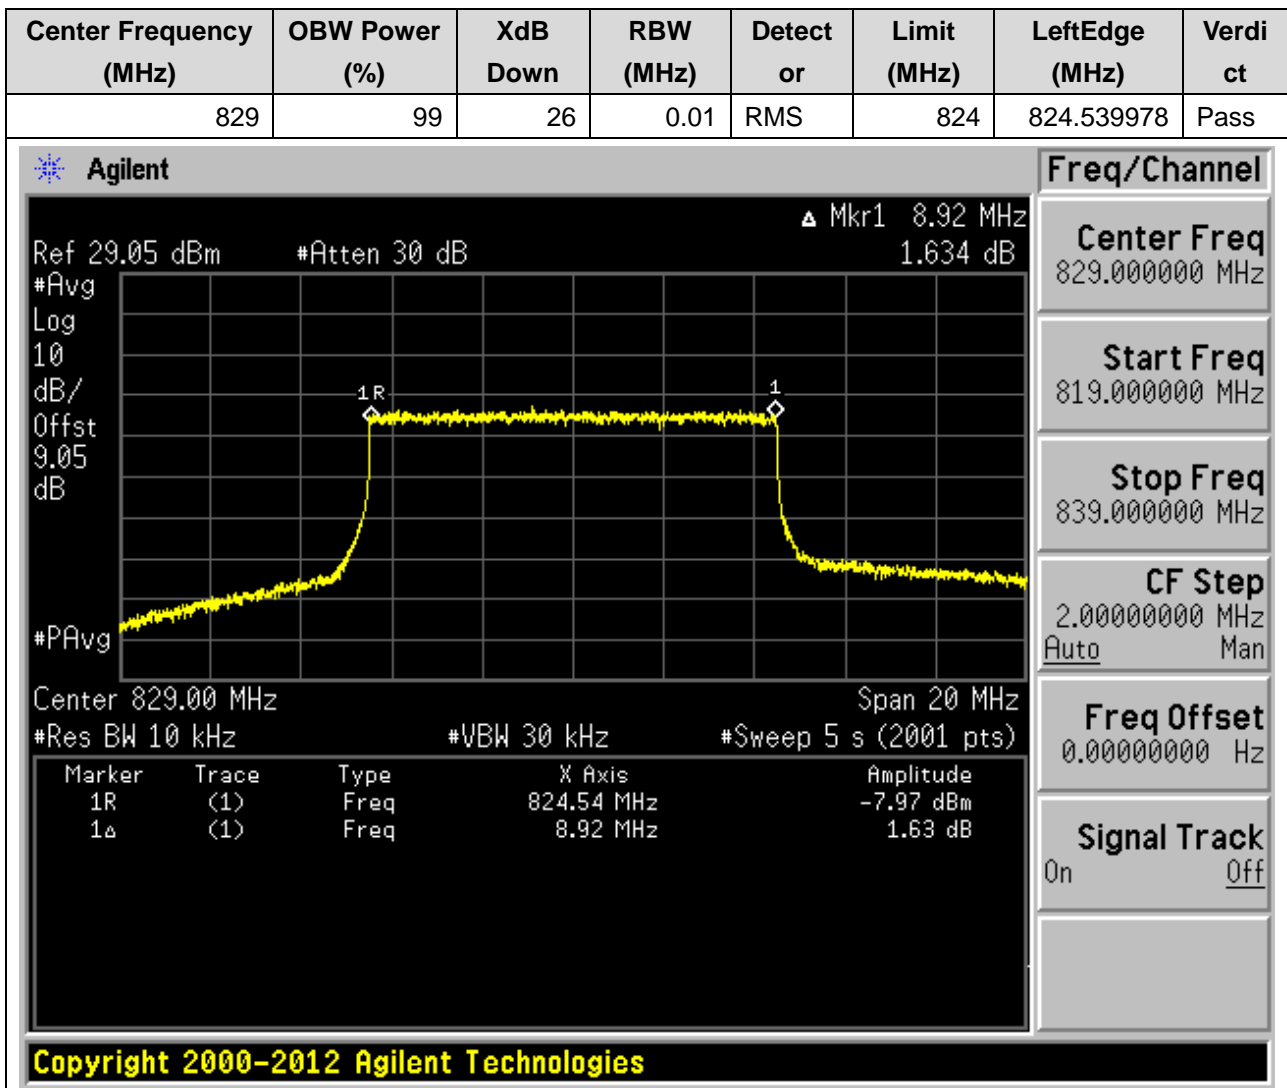 Center Frequency (MHz) OBW Power (%) XdB Down RBW (MHz) Detect or Limit (MHz) LeftEdge (MHz) Verdi ct
829 99 26 0.01 RMS 824 824.539978 Pass
Agilent
Freq/Channel
Δ Mkr1 8.92 MHz
Ref 29.05 dBm #Atten 30 dB 1.634 dB
#Avg
Log
10
dB/
Offst
9.05
dB
#PAvg
1R
1
Center 829.00 MHz Span 20 MHz
#Res BW 10 kHz #VBW 30 kHz #Sweep 5 s (2001 pts)
Marker Trace Type X Axis Amplitude
1R (1) Freq 824.54 MHz -7.97 dBm
1Δ (1) Freq 8.92 MHz 1.63 dB
Center Freq
829.000000 MHz
Start Freq
819.000000 MHz
Stop Freq
839.000000 MHz
CF Step
2.00000000 MHz
Auto Man
Freq Offset
0.00000000 Hz
Signal Track
On Off
Copyright 2000-2012 Agilent Technologies